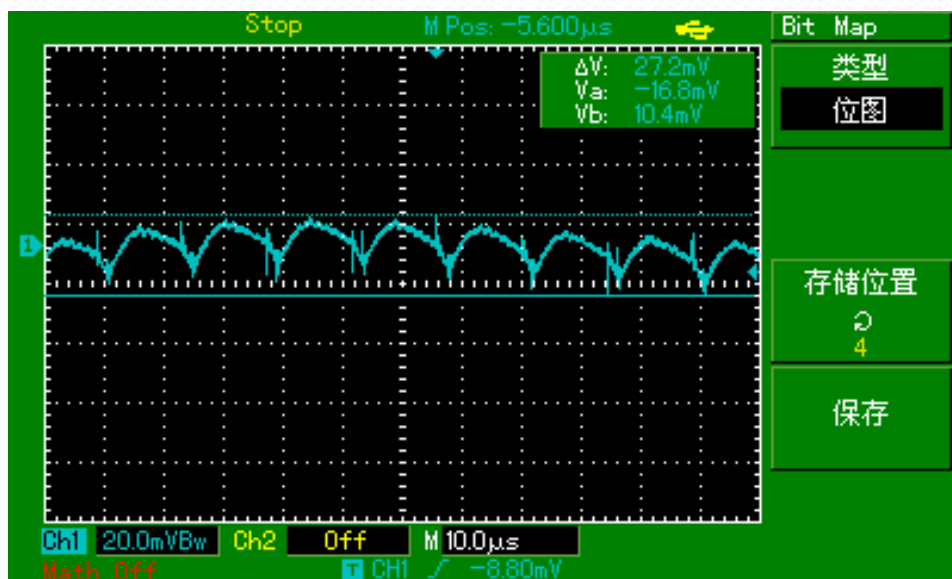 Stop M Pos: -5.600μs Bit Map
ΔV: 27.2mV
Va: -16.8mV
Vb: 10.4mV
类型
位图
1
存储位置
4
保存
Ch1 20.0mVBw Ch2 Off M 10.0μs
Math Off T CH1 -8.80mV